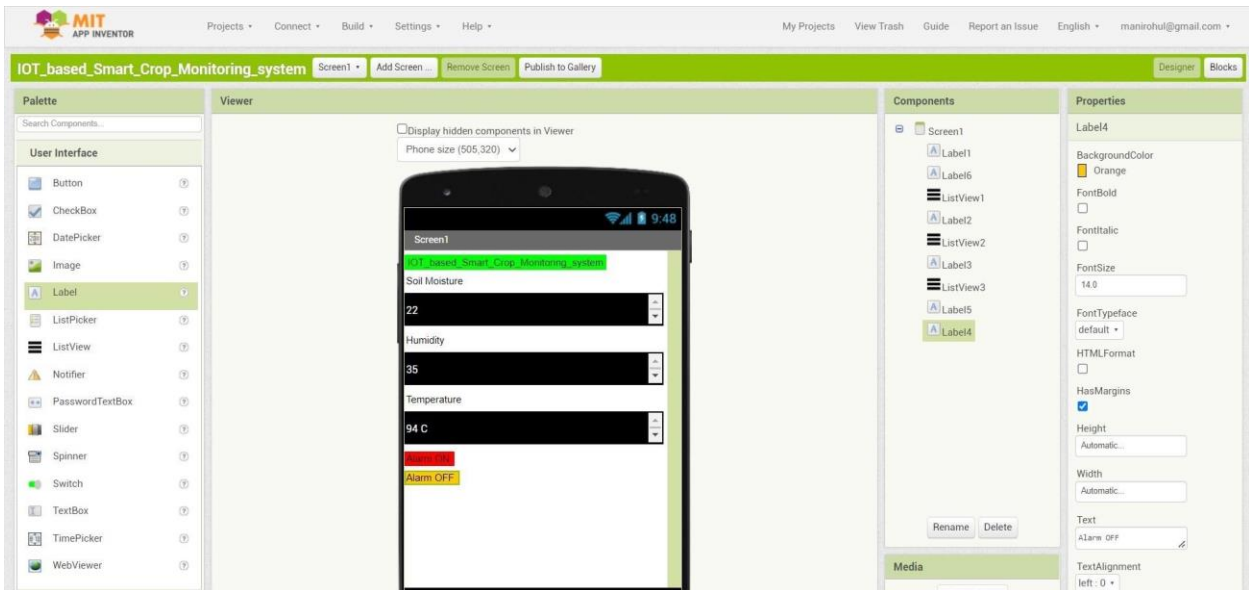 MIT
APP INVENTOR
Projects Connect Build Settings Help My Projects View Trash Guide Report an Issue English manirohul@gmail.com
IOT_based_Smart_Crop_Monitoring_system Screen1 Add Screen ... Remove Screen Publish to Gallery Designer Blocks
Palette
Search Components...
User Interface
Button ?
CheckBox ?
DatePicker ?
Image ?
Label ?
ListPicker ?
ListView ?
Notifier ?
PasswordTextBox ?
Slider ?
Spinner ?
Switch ?
TextBox ?
TimePicker ?
WebViewer ?
Viewer
Display hidden components in Viewer
Phone size (505,320)
9:48
Screen1
IOT_based_Smart_Crop_Monitoring_system
Soil Moisture
22
Humidity
35
Temperature
94 C
Alarm ON
Alarm OFF
Components
Screen1
A Label1
A Label6
ListView1
A Label2
ListView2
A Label3
ListView3
A Label5
A Label4
Rename Delete
Media
Properties
Label4
BackgroundColor
Orange
FontBold
FontItalic
FontSize
14.0
FontTypeface
default
HTMLFormat
HasMargins
Height
Automatic...
Width
Automatic...
Text
Alarm OFF
TextAlignment
left : 0